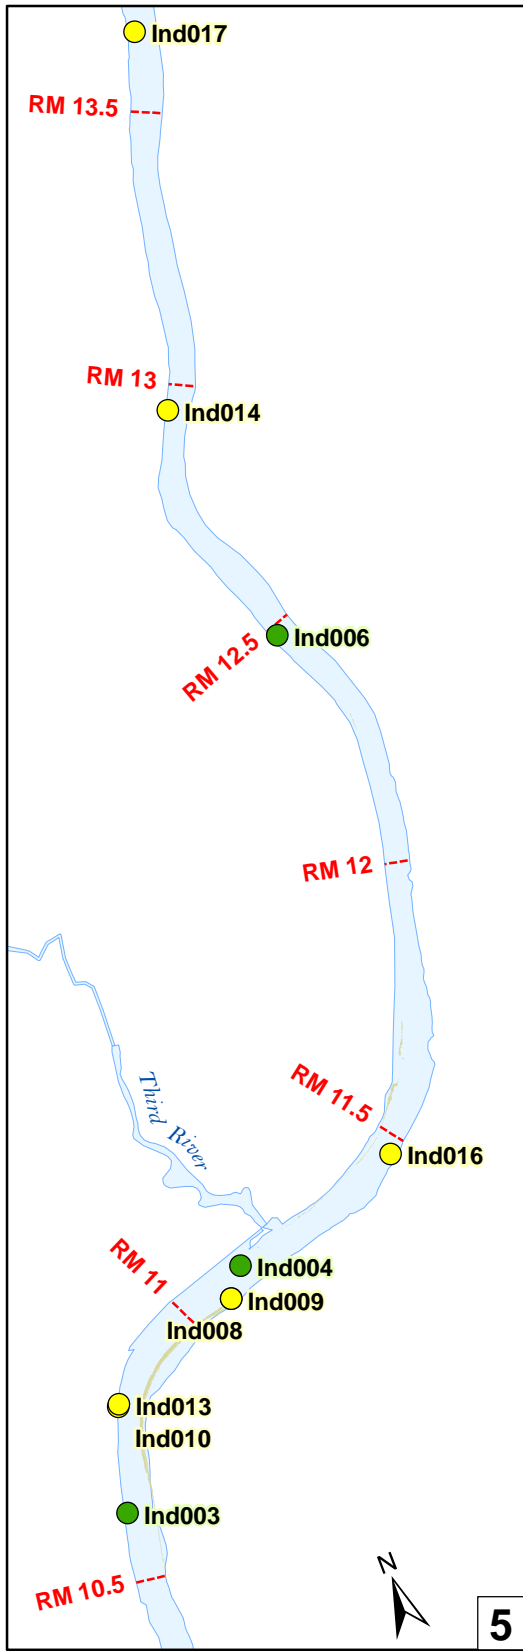 Ind017
RM 13.5
RM 13
Ind014
Ind006
RM 12.5
RM 12
RM 11.5
Third River
Ind016
RM 11
Ind004
Ind009
Ind008
Ind013
Ind010
Ind003
N
RM 10.5
5